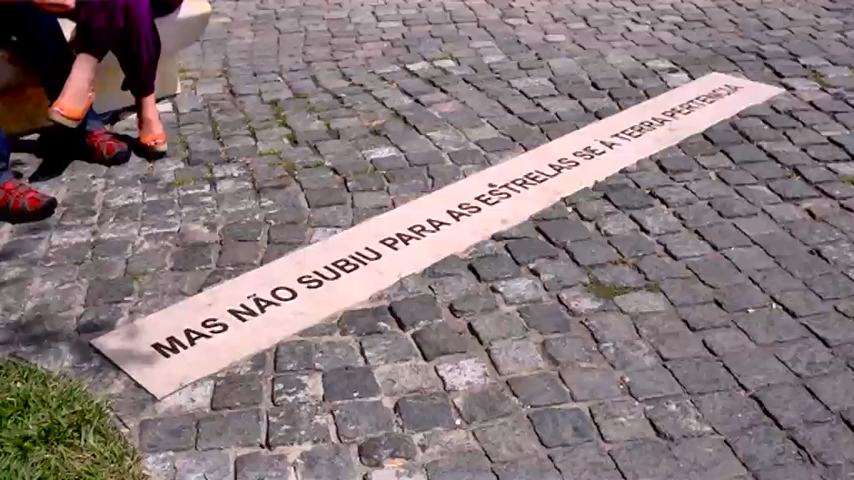 MAS NÃO SUBIU PARA AS ESTRELAS SE À TERRA PERTENCIA